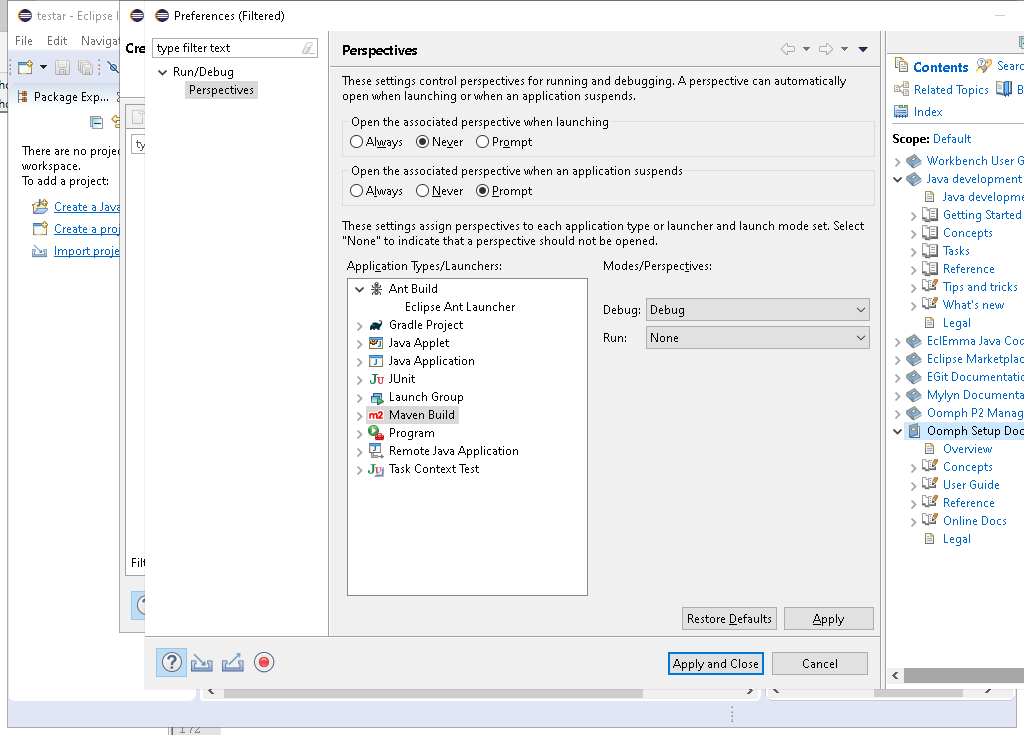 testar - Eclipse I
File Edit Navigat
Package Exp...
There are no projec
workspace.
To add a project:
Create a Java
Create a proj
Import proje
Cre
ty
Filt
Preferences (Filtered)
type filter text
Run/Debug
Perspectives
Perspectives
These settings control perspectives for running and debugging. A perspective can automatically
open when launching or when an application suspends.
Open the associated perspective when launching
Always Never Prompt
Open the associated perspective when an application suspends
Always Never Prompt
These settings assign perspectives to each application type or launcher and launch mode set. Select
"None" to indicate that a perspective should not be opened.
Application Types/Launchers:
Modes/Perspectives:
Ant Build
Eclipse Ant Launcher
Gradle Project
Java Applet
Java Application
JUnit
Launch Group
Maven Build
Program
Remote Java Application
Task Context Test
Debug: Debug
Run: None
Restore Defaults Apply
Apply and Close Cancel
Contents Searc
Related Topics B
Index
Scope: Default
Workbench User G
Java development
Java developme
Getting Started
Concepts
Tasks
Reference
Tips and tricks
What's new
Legal
EclEmma Java Coc
Eclipse Marketplac
EGit Documentatic
Mylyn Documenta
Oomph P2 Manag
Oomph Setup Doc
Overview
Concepts
User Guide
Reference
Online Docs
Legal
172